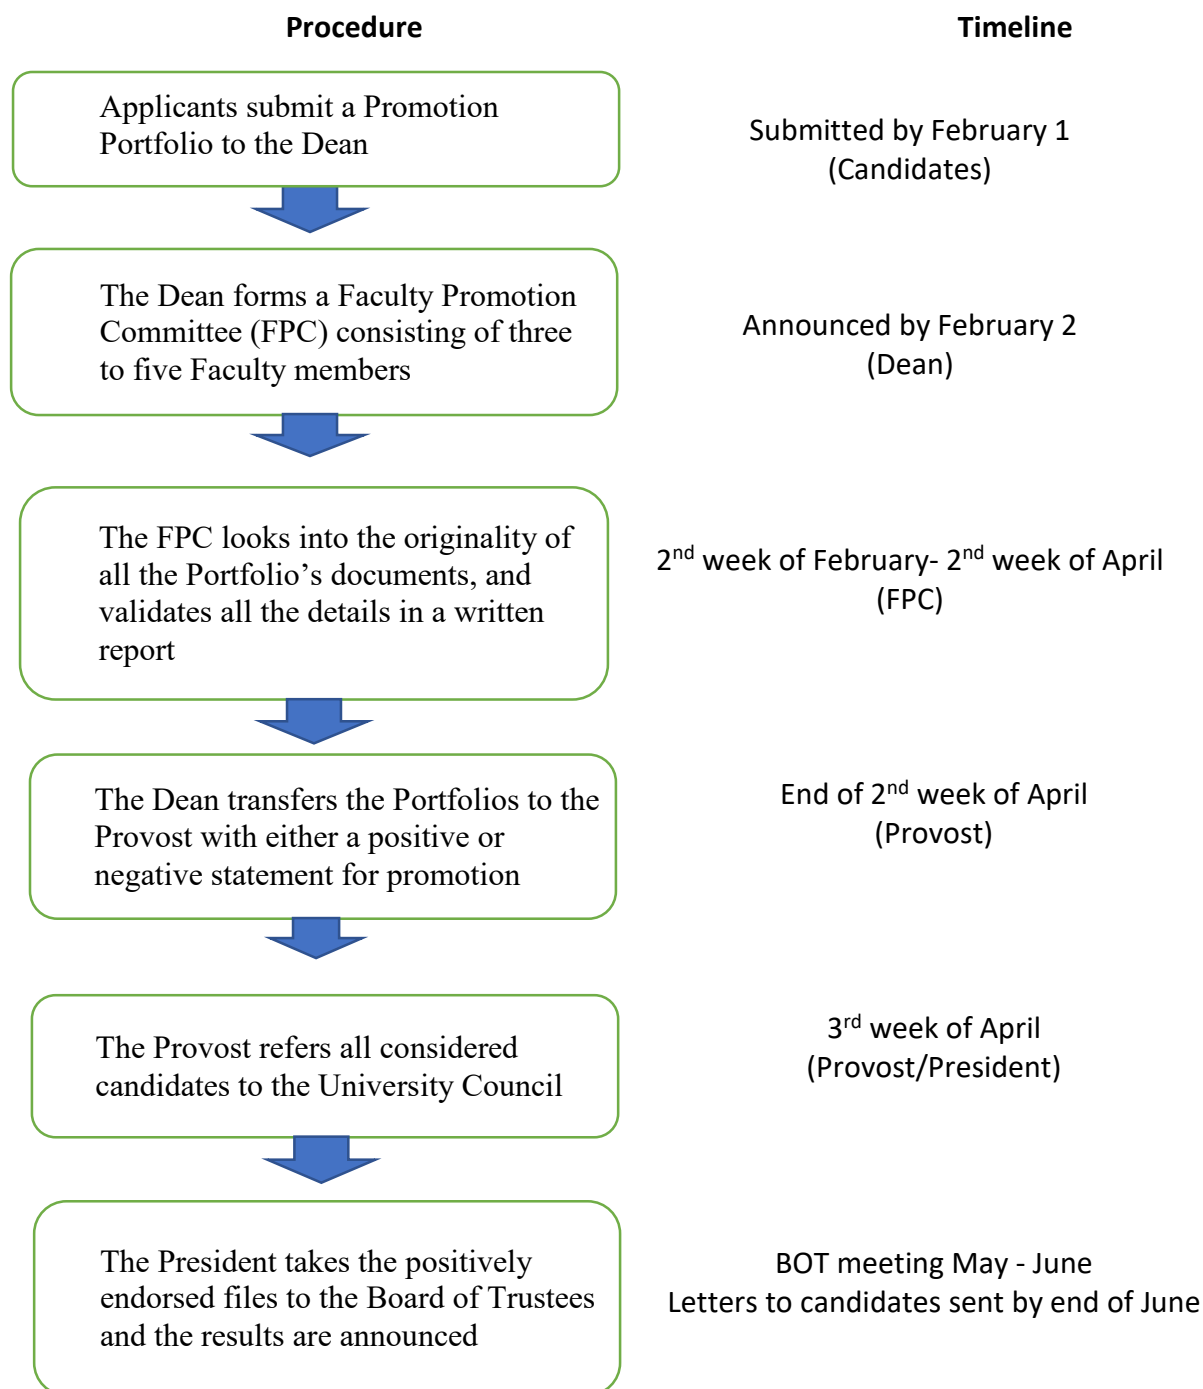 Procedure
Timeline
Applicants submit a Promotion
Portfolio to the Dean
Submitted by February 1
(Candidates)
The Dean forms a Faculty Promotion
Committee (FPC) consisting of three
to five Faculty members
Announced by February 2
(Dean)
The FPC looks into the originality of
all the Portfolio’s documents, and
validates all the details in a written
report
2nd week of February- 2nd week of April
(FPC)
The Dean transfers the Portfolios to the
Provost with either a positive or
negative statement for promotion
End of 2nd week of April
(Provost)
The Provost refers all considered
candidates to the University Council
3rd week of April
(Provost/President)
The President takes the positively
endorsed files to the Board of Trustees
and the results are announced
BOT meeting May - June
Letters to candidates sent by end of June